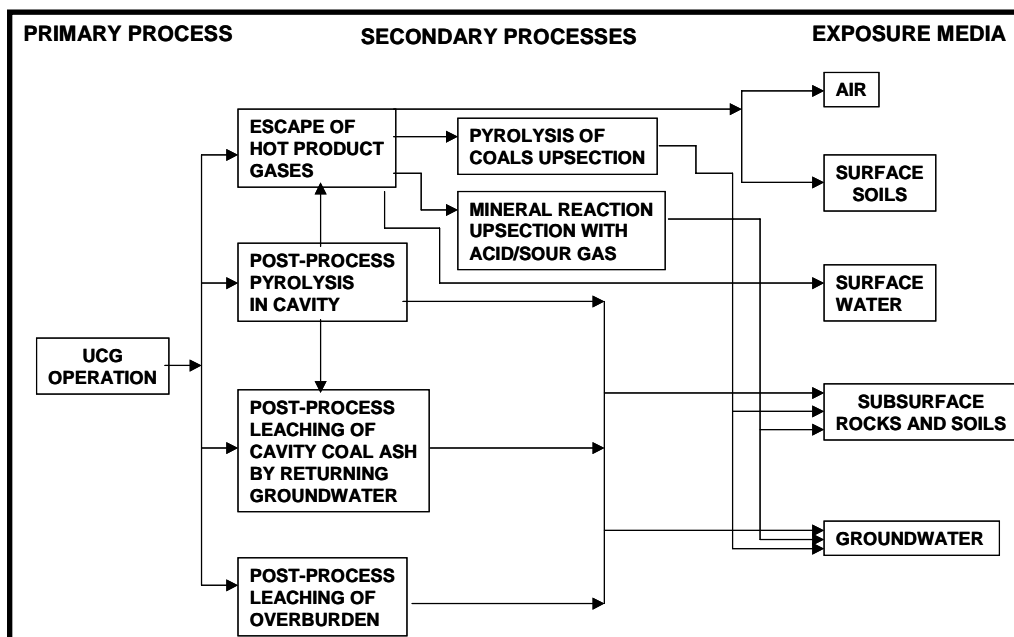 PRIMARY PROCESS
SECONDARY PROCESSES
EXPOSURE MEDIA
UCG
OPERATION
ESCAPE OF
HOT PRODUCT
GASES
POST-PROCESS
PYROLYSIS
IN CAVITY
POST-PROCESS
LEACHING OF
CAVITY COAL ASH
BY RETURNING
GROUNDWATER
POST-PROCESS
LEACHING OF
OVERBURDEN
PYROLYSIS OF
COALS UPSECTION
MINERAL REACTION
UPSECTION WITH
ACID/SOUR GAS
AIR
SURFACE
SOILS
SURFACE
WATER
SUBSURFACE
ROCKS AND SOILS
GROUNDWATER